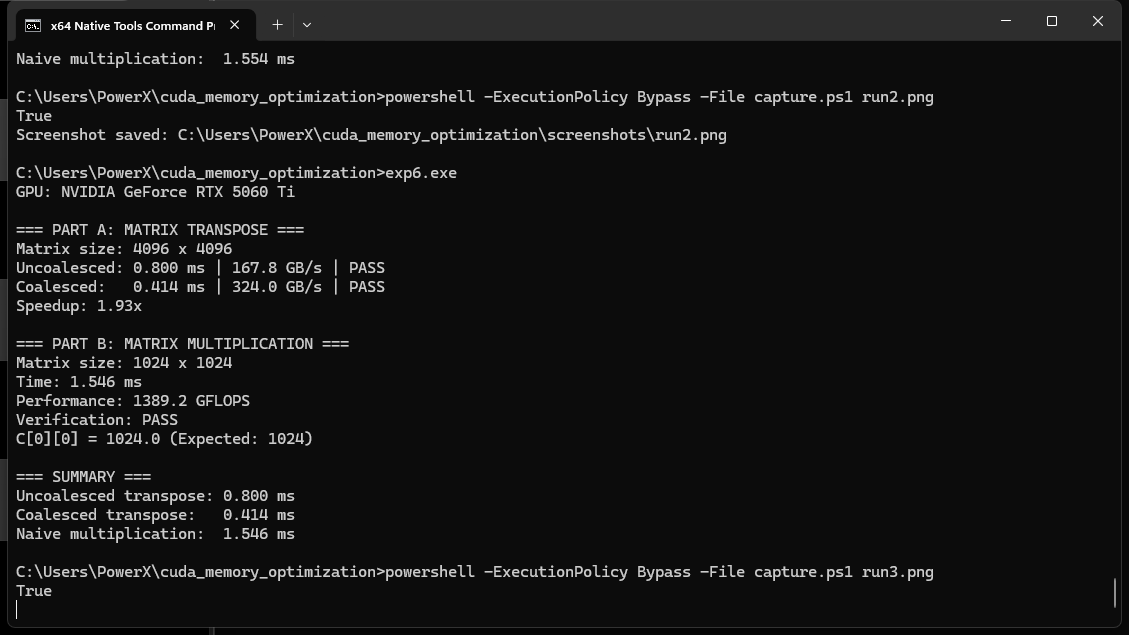 x64 Native Tools Command Pr
Naive multiplication:  1.554 ms
C:\Users\PowerX\cuda_memory_optimization>powershell -ExecutionPolicy Bypass -File capture.ps1 run2.png
True
Screenshot saved: C:\Users\PowerX\cuda_memory_optimization\screenshots\run2.png
C:\Users\PowerX\cuda_memory_optimization>exp6.exe
GPU: NVIDIA GeForce RTX 5060 Ti
=== PART A: MATRIX TRANSPOSE ===
Matrix size: 4096 x 4096
Uncoalesced: 0.800 ms | 167.8 GB/s | PASS
Coalesced:   0.414 ms | 324.0 GB/s | PASS
Speedup: 1.93x
=== PART B: MATRIX MULTIPLICATION ===
Matrix size: 1024 x 1024
Time: 1.546 ms
Performance: 1389.2 GFLOPS
Verification: PASS
C[0][0] = 1024.0 (Expected: 1024)
=== SUMMARY ===
Uncoalesced transpose: 0.800 ms
Coalesced transpose:   0.414 ms
Naive multiplication:  1.546 ms
C:\Users\PowerX\cuda_memory_optimization>powershell -ExecutionPolicy Bypass -File capture.ps1 run3.png
True